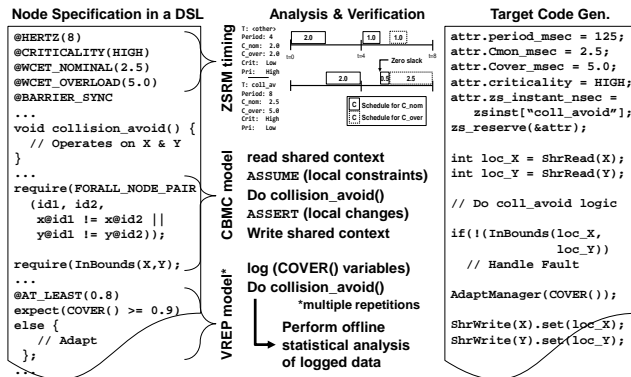 Node Specification in a DSL
@HERTZ(8)
@CRITICALITY(HIGH)
@WCET_NOMINAL(2.5)
@WCET_OVERLOAD(5.0)
@BARRIER_SYNC
...
void collision_avoid() {
// Operates on X & Y
}
...
require(FORALL_NODE_PAIR
(id1, id2,
x@id1 != x@id2 ||
y@id1 != y@id2));
require(InBounds(X,Y);
...
@AT_LEAST(0.8)
expect(COVER() >= 0.9)
else {
// Adapt
};
...
Analysis & Verification
ZSRM timing
T: <other>
Period: 4
C_nom: 2.0
C_over: 2.0
Crit: Low
Pri: High
2.0
1.0
1.0
t=0
t=4
t=8
Zero slack
T: coll_av
Period: 8
C_nom: 2.5
C_over: 5.0
Crit: High
Pri: Low
2.0
0.5
2.5
C Schedule for C_nom
C Schedule for C_over
CBMC model
read shared context
ASSUME (local constraints)
Do collision_avoid()
ASSERT (local changes)
Write shared context
VREP model*
log (COVER() variables)
Do collision_avoid()
*multiple repetitions
Perform offline
statistical analysis
of logged data
Target Code Gen.
attr.period_msec = 125;
attr.Cmon_msec = 2.5;
attr.Cover_msec = 5.0;
attr.criticality = HIGH;
attr.zs_instant_nsec =
zsinst["coll_avoid"];
zs_reserve(&attr);
int loc_X = ShrRead(X);
int loc_Y = ShrRead(Y);
// Do coll_avoid logic
if(!(InBounds(loc_X,
loc_Y))
// Handle Fault
AdaptManager(COVER());
ShrWrite(X).set(loc_X);
ShrWrite(Y).set(loc_Y);